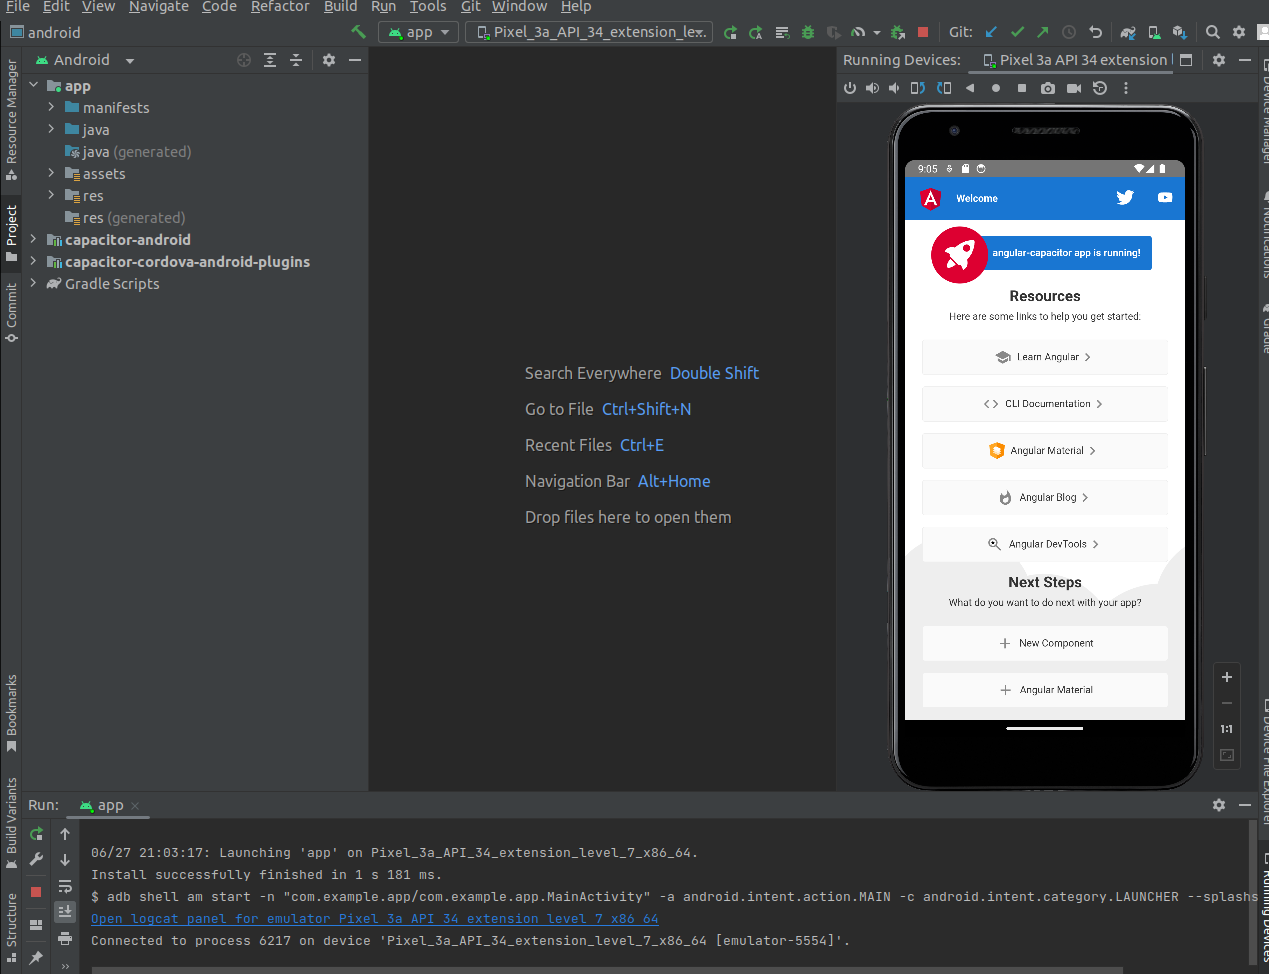 File Edit View Navigate Code Refactor Build Run Tools Git Window Help
android
app
Pixel_3a_API_34_extension_le
Git:
Android
Running Devices:
Pixel 3a API 34 extension l
Resource Manager
Project
Commit
Bookmarks
Build Variants
Structure
app
manifests
java
java (generated)
assets
res
res (generated)
capacitor-android
capacitor-cordova-android-plugins
Gradle Scripts
Search Everywhere Double Shift
Go to File Ctrl+Shift+N
Recent Files Ctrl+E
Navigation Bar Alt+Home
Drop files here to open them
9:05
Welcome
angular-capacitor app is running!
Resources
Here are some links to help you get started:
Learn Angular
CLI Documentation
Angular Material
Angular Blog
Angular DevTools
Next Steps
What do you want to do next with your app?
New Component
Angular Material
1:1
Device Manager
Notifications
Gradle
Device File Explorer
Running Devices
Run: app
06/27 21:03:17: Launching 'app' on Pixel_3a_API_34_extension_level_7_x86_64.
Install successfully finished in 1 s 181 ms.
$ adb shell am start -n "com.example.app/com.example.app.MainActivity" -a android.intent.action.MAIN -c android.intent.category.LAUNCHER --splashs
Open logcat panel for emulator Pixel 3a API 34 extension level 7 x86 64
Connected to process 6217 on device 'Pixel_3a_API_34_extension_level_7_x86_64 [emulator-5554]'.